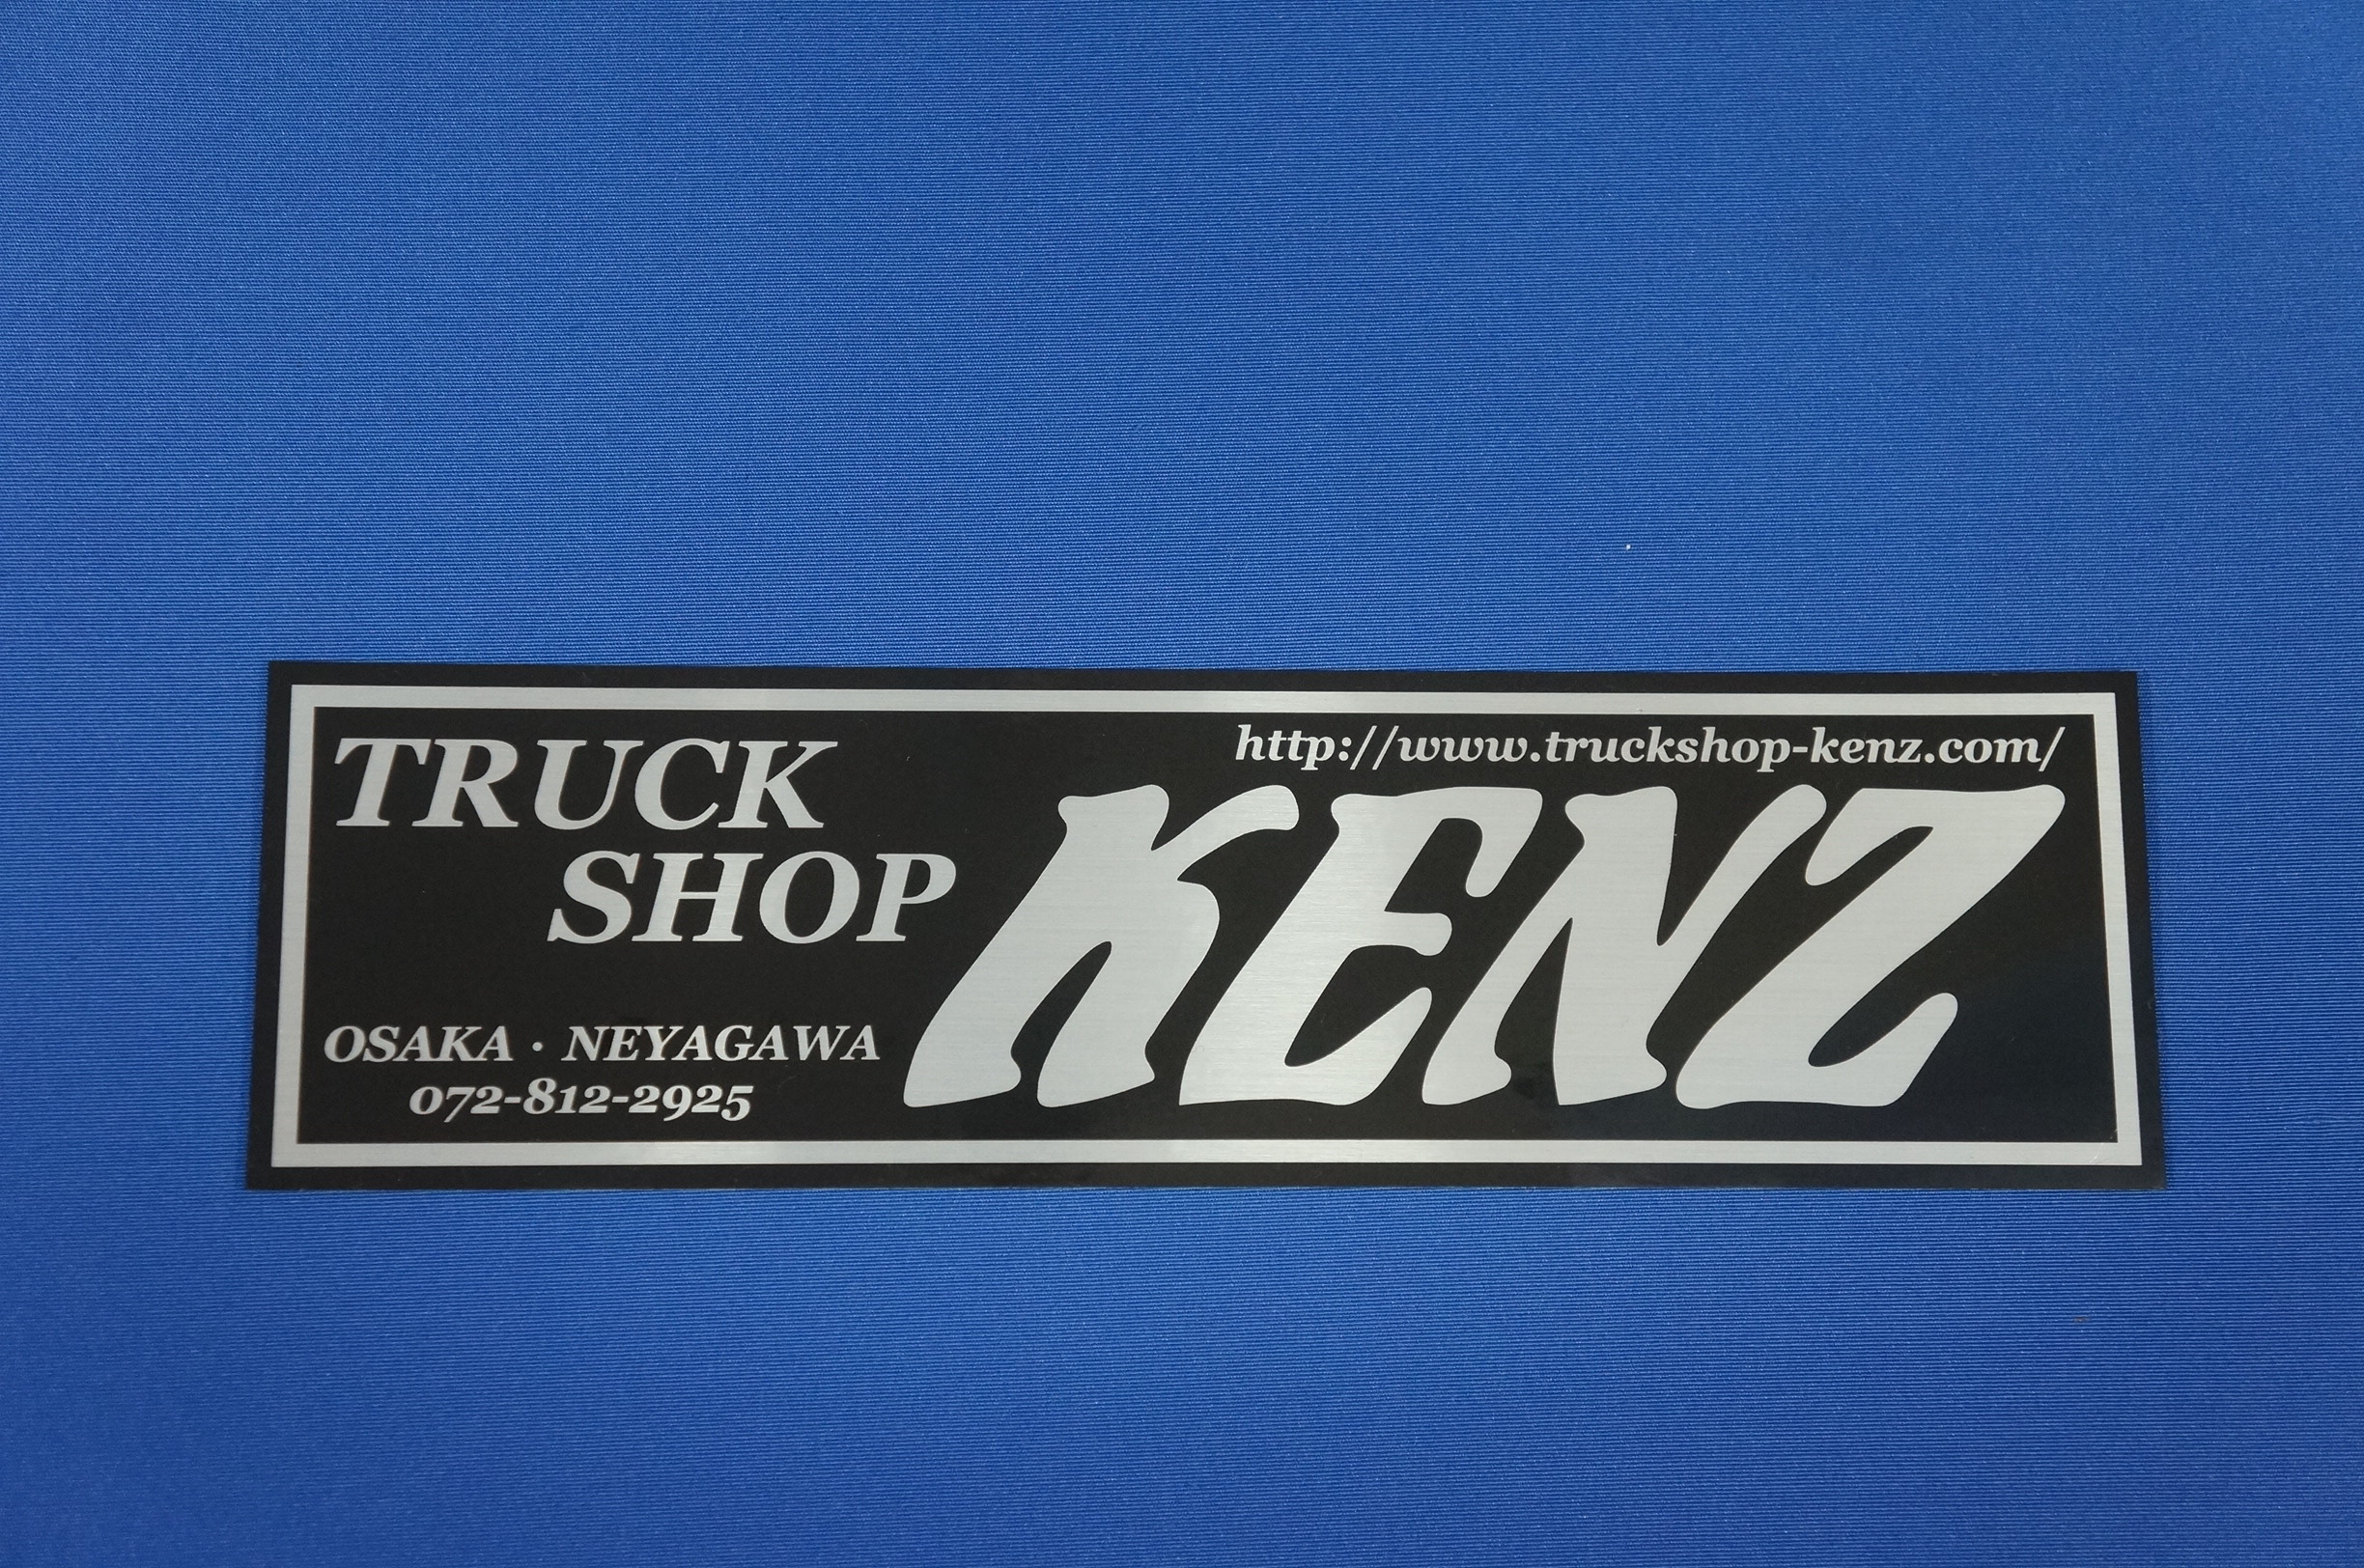 TRUCK
SHOP
OSAKA・NEYAGAWA
072-812-2925
http://www.truckshop-kenz.com/
KENZ